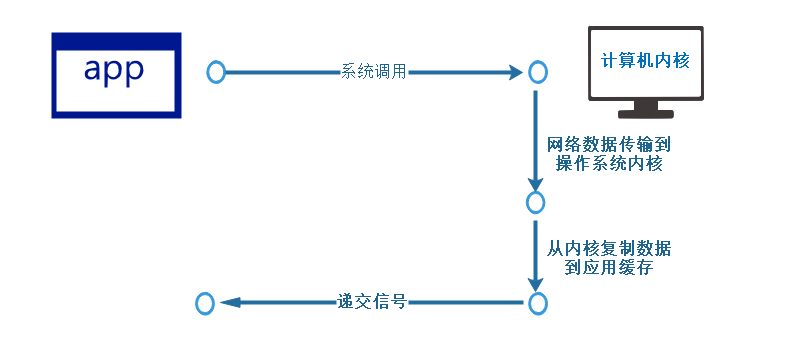 app
系统调用
计算机内核
网络数据传输到
操作系统内核
从内核复制数据
到应用缓存
递交信号